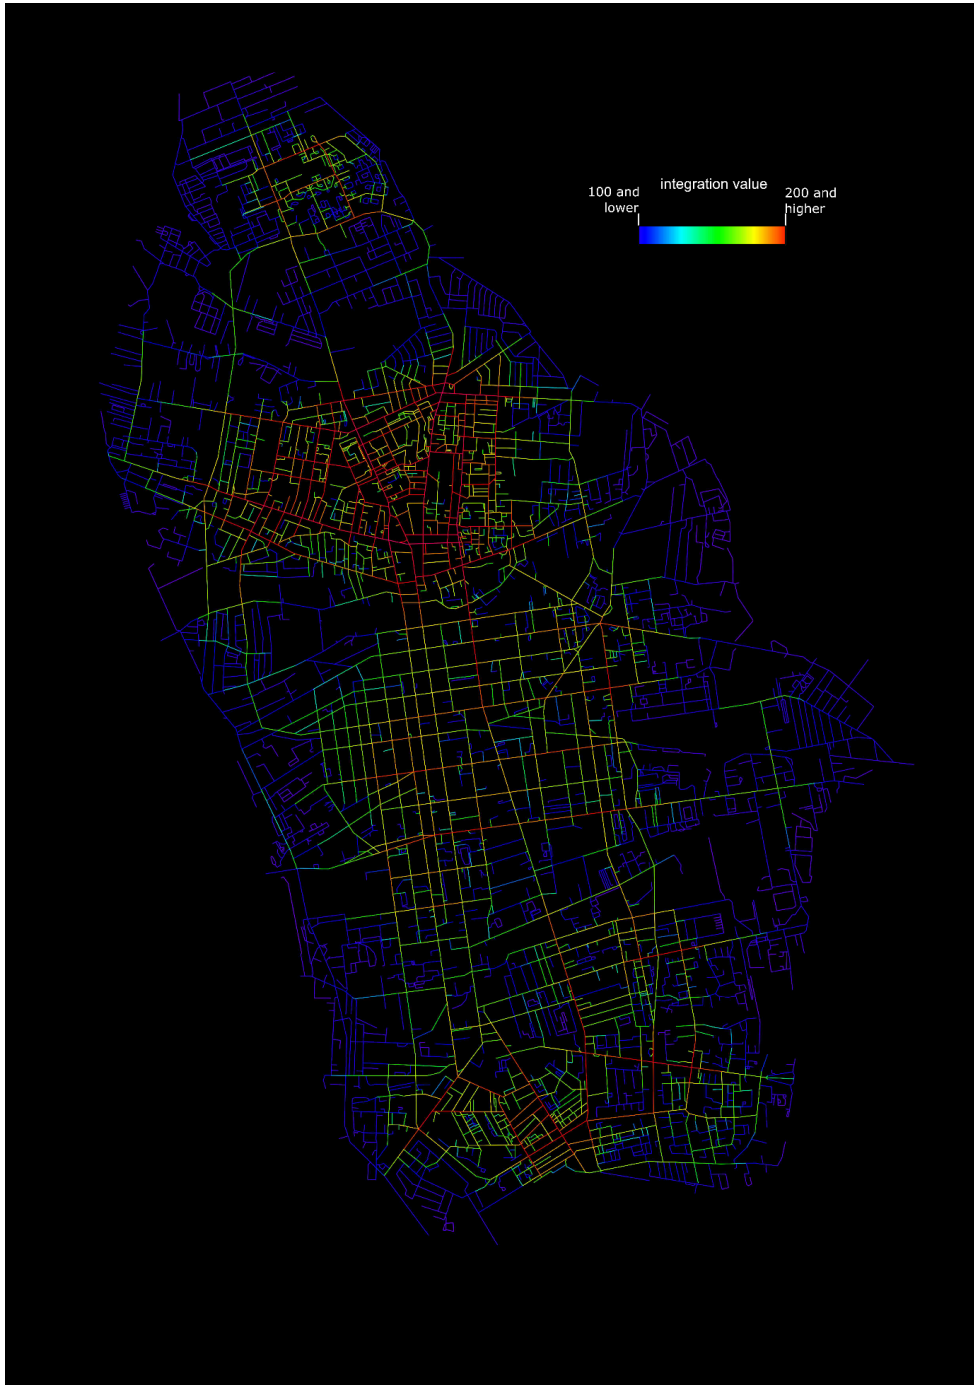 integration value
100 and
lower
200 and
higher